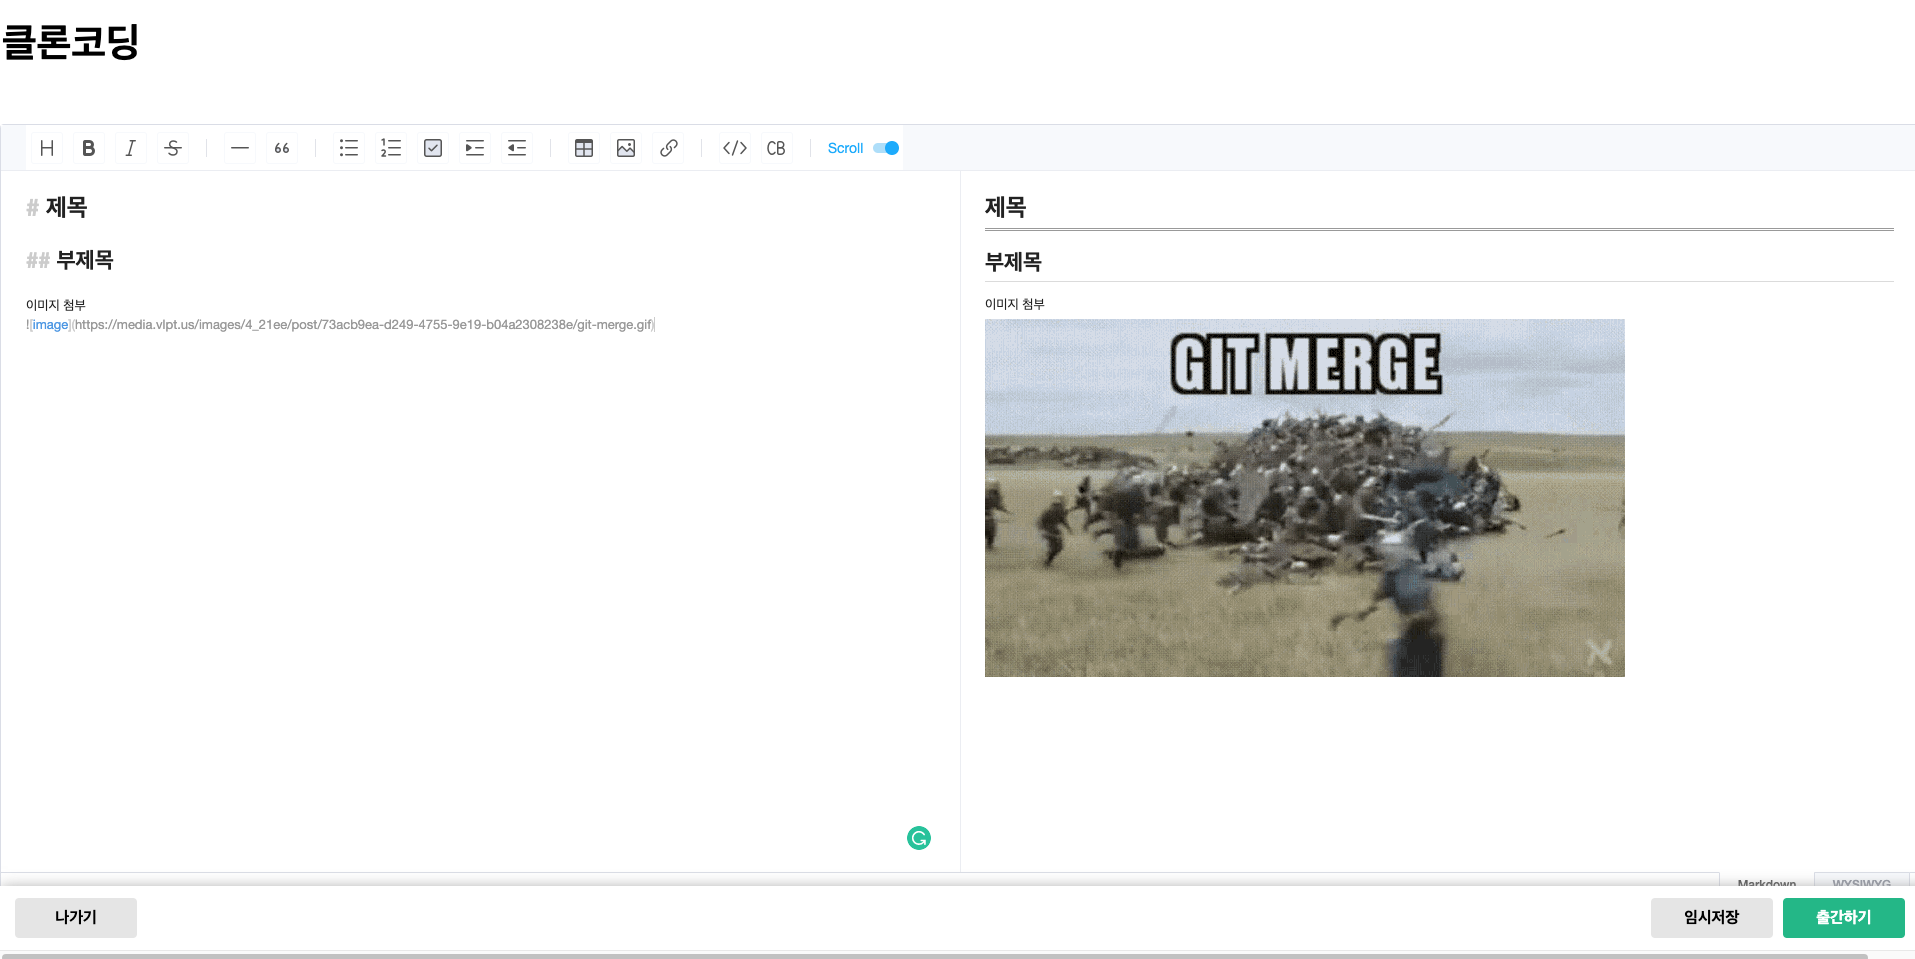 클론코딩
H B I S 66 </> CB Scroll
# 제목
## 부제목
이미지 첨부
![image](https://media.vlpt.us/images/4_21ee/post/73acb9ea-d249-4755-9e19-b04a2308238e/git-merge.gif)
제목
부제목
이미지 첨부
GIT MERGE
Markdown
WYSIWYG
나가기
임시저장
출간하기